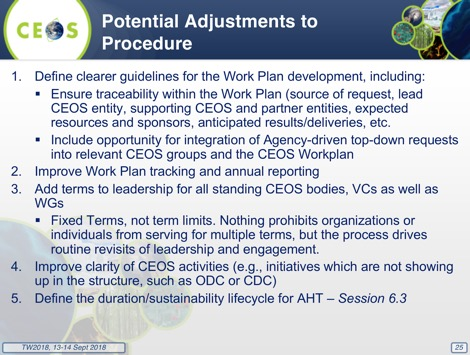 CEOS
Potential Adjustments to
Procedure
1. Define clearer guidelines for the Work Plan development, including:
▪ Ensure traceability within the Work Plan (source of request, lead
CEOS entity, supporting CEOS and partner entities, expected
resources and sponsors, anticipated results/deliveries, etc.
▪ Include opportunity for integration of Agency-driven top-down requests
into relevant CEOS groups and the CEOS Workplan
2. Improve Work Plan tracking and annual reporting
3. Add terms to leadership for all standing CEOS bodies, VCs as well as
WGs
▪ Fixed Terms, not term limits. Nothing prohibits organizations or
individuals from serving for multiple terms, but the process drives
routine revisits of leadership and engagement.
4. Improve clarity of CEOS activities (e.g., initiatives which are not showing
up in the structure, such as ODC or CDC)
5. Define the duration/sustainability lifecycle for AHT – Session 6.3
TW2018, 13-14 Sept 2018
25